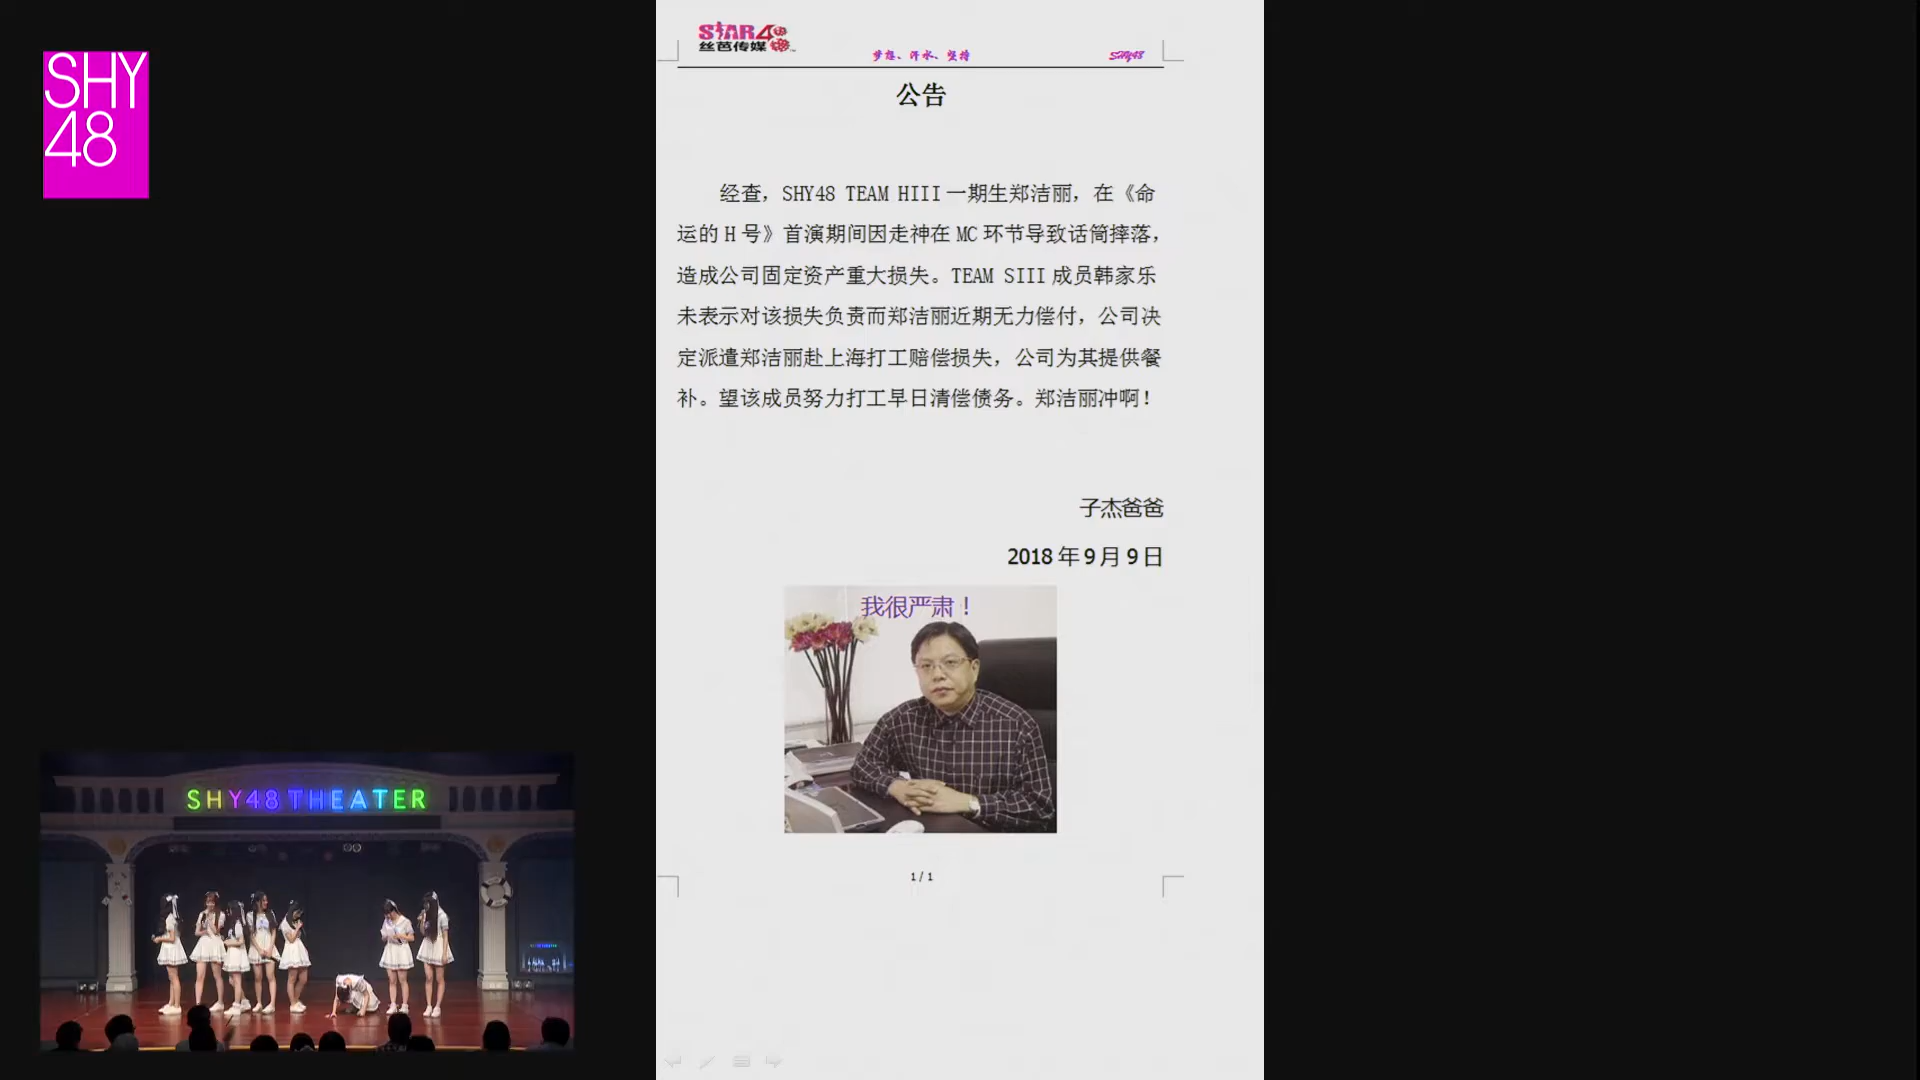 SHY
48
STAR48
丝芭传媒
梦想、汗水、坚持
SHY48
公告
经查，SHY48 TEAM HIII 一期生郑洁丽，在《命
运的 H 号》首演期间因走神在 MC 环节导致话筒摔落，
造成公司固定资产重大损失。TEAM SIII 成员韩家乐
未表示对该损失负责而郑洁丽近期无力偿付，公司决
定派遣郑洁丽赴上海打工赔偿损失，公司为其提供餐
补。望该成员努力打工早日清偿债务。郑洁丽冲啊！
子杰爸爸
2018 年 9 月 9 日
我很严肃！
1 / 1
SHY48 THEATER